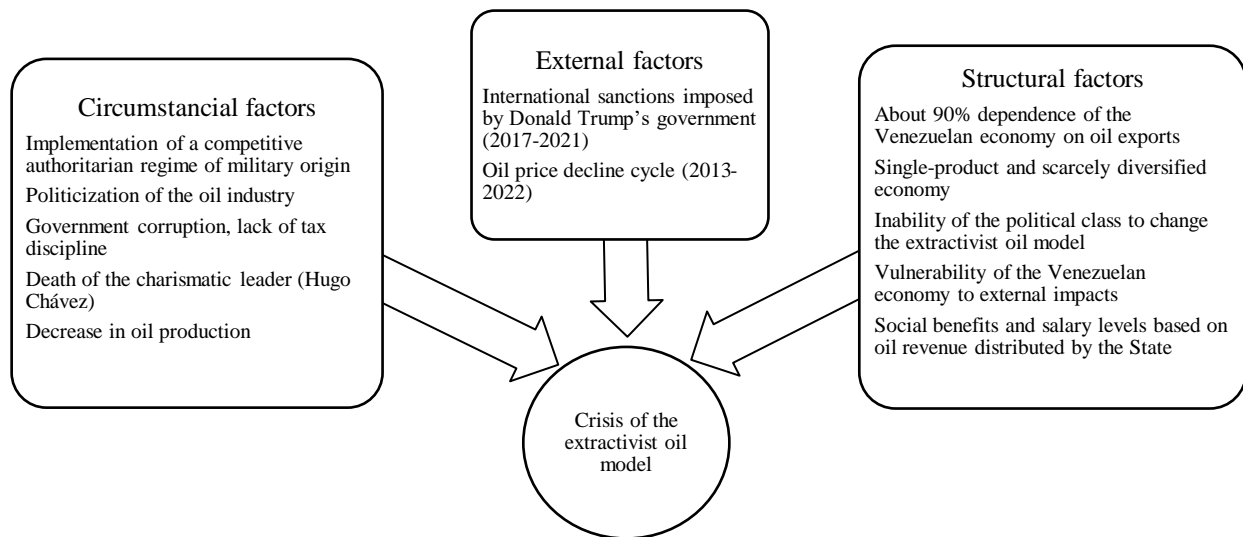 Circumstancial factors
Implementation of a competitive
authoritarian regime of military origin
Politicization of the oil industry
Government corruption, lack of tax
discipline
Death of the charismatic leader (Hugo
Chávez)
Decrease in oil production
External factors
International sanctions imposed
by Donald Trump’s government
(2017-2021)
Oil price decline cycle (2013-
2022)
Structural factors
About 90% dependence of the
Venezuelan economy on oil exports
Single-product and scarcely diversified
economy
Inability of the political class to change
the extractivist oil model
Vulnerability of the Venezuelan
economy to external impacts
Social benefits and salary levels based on
oil revenue distributed by the State
Crisis of the
extractivist oil
model